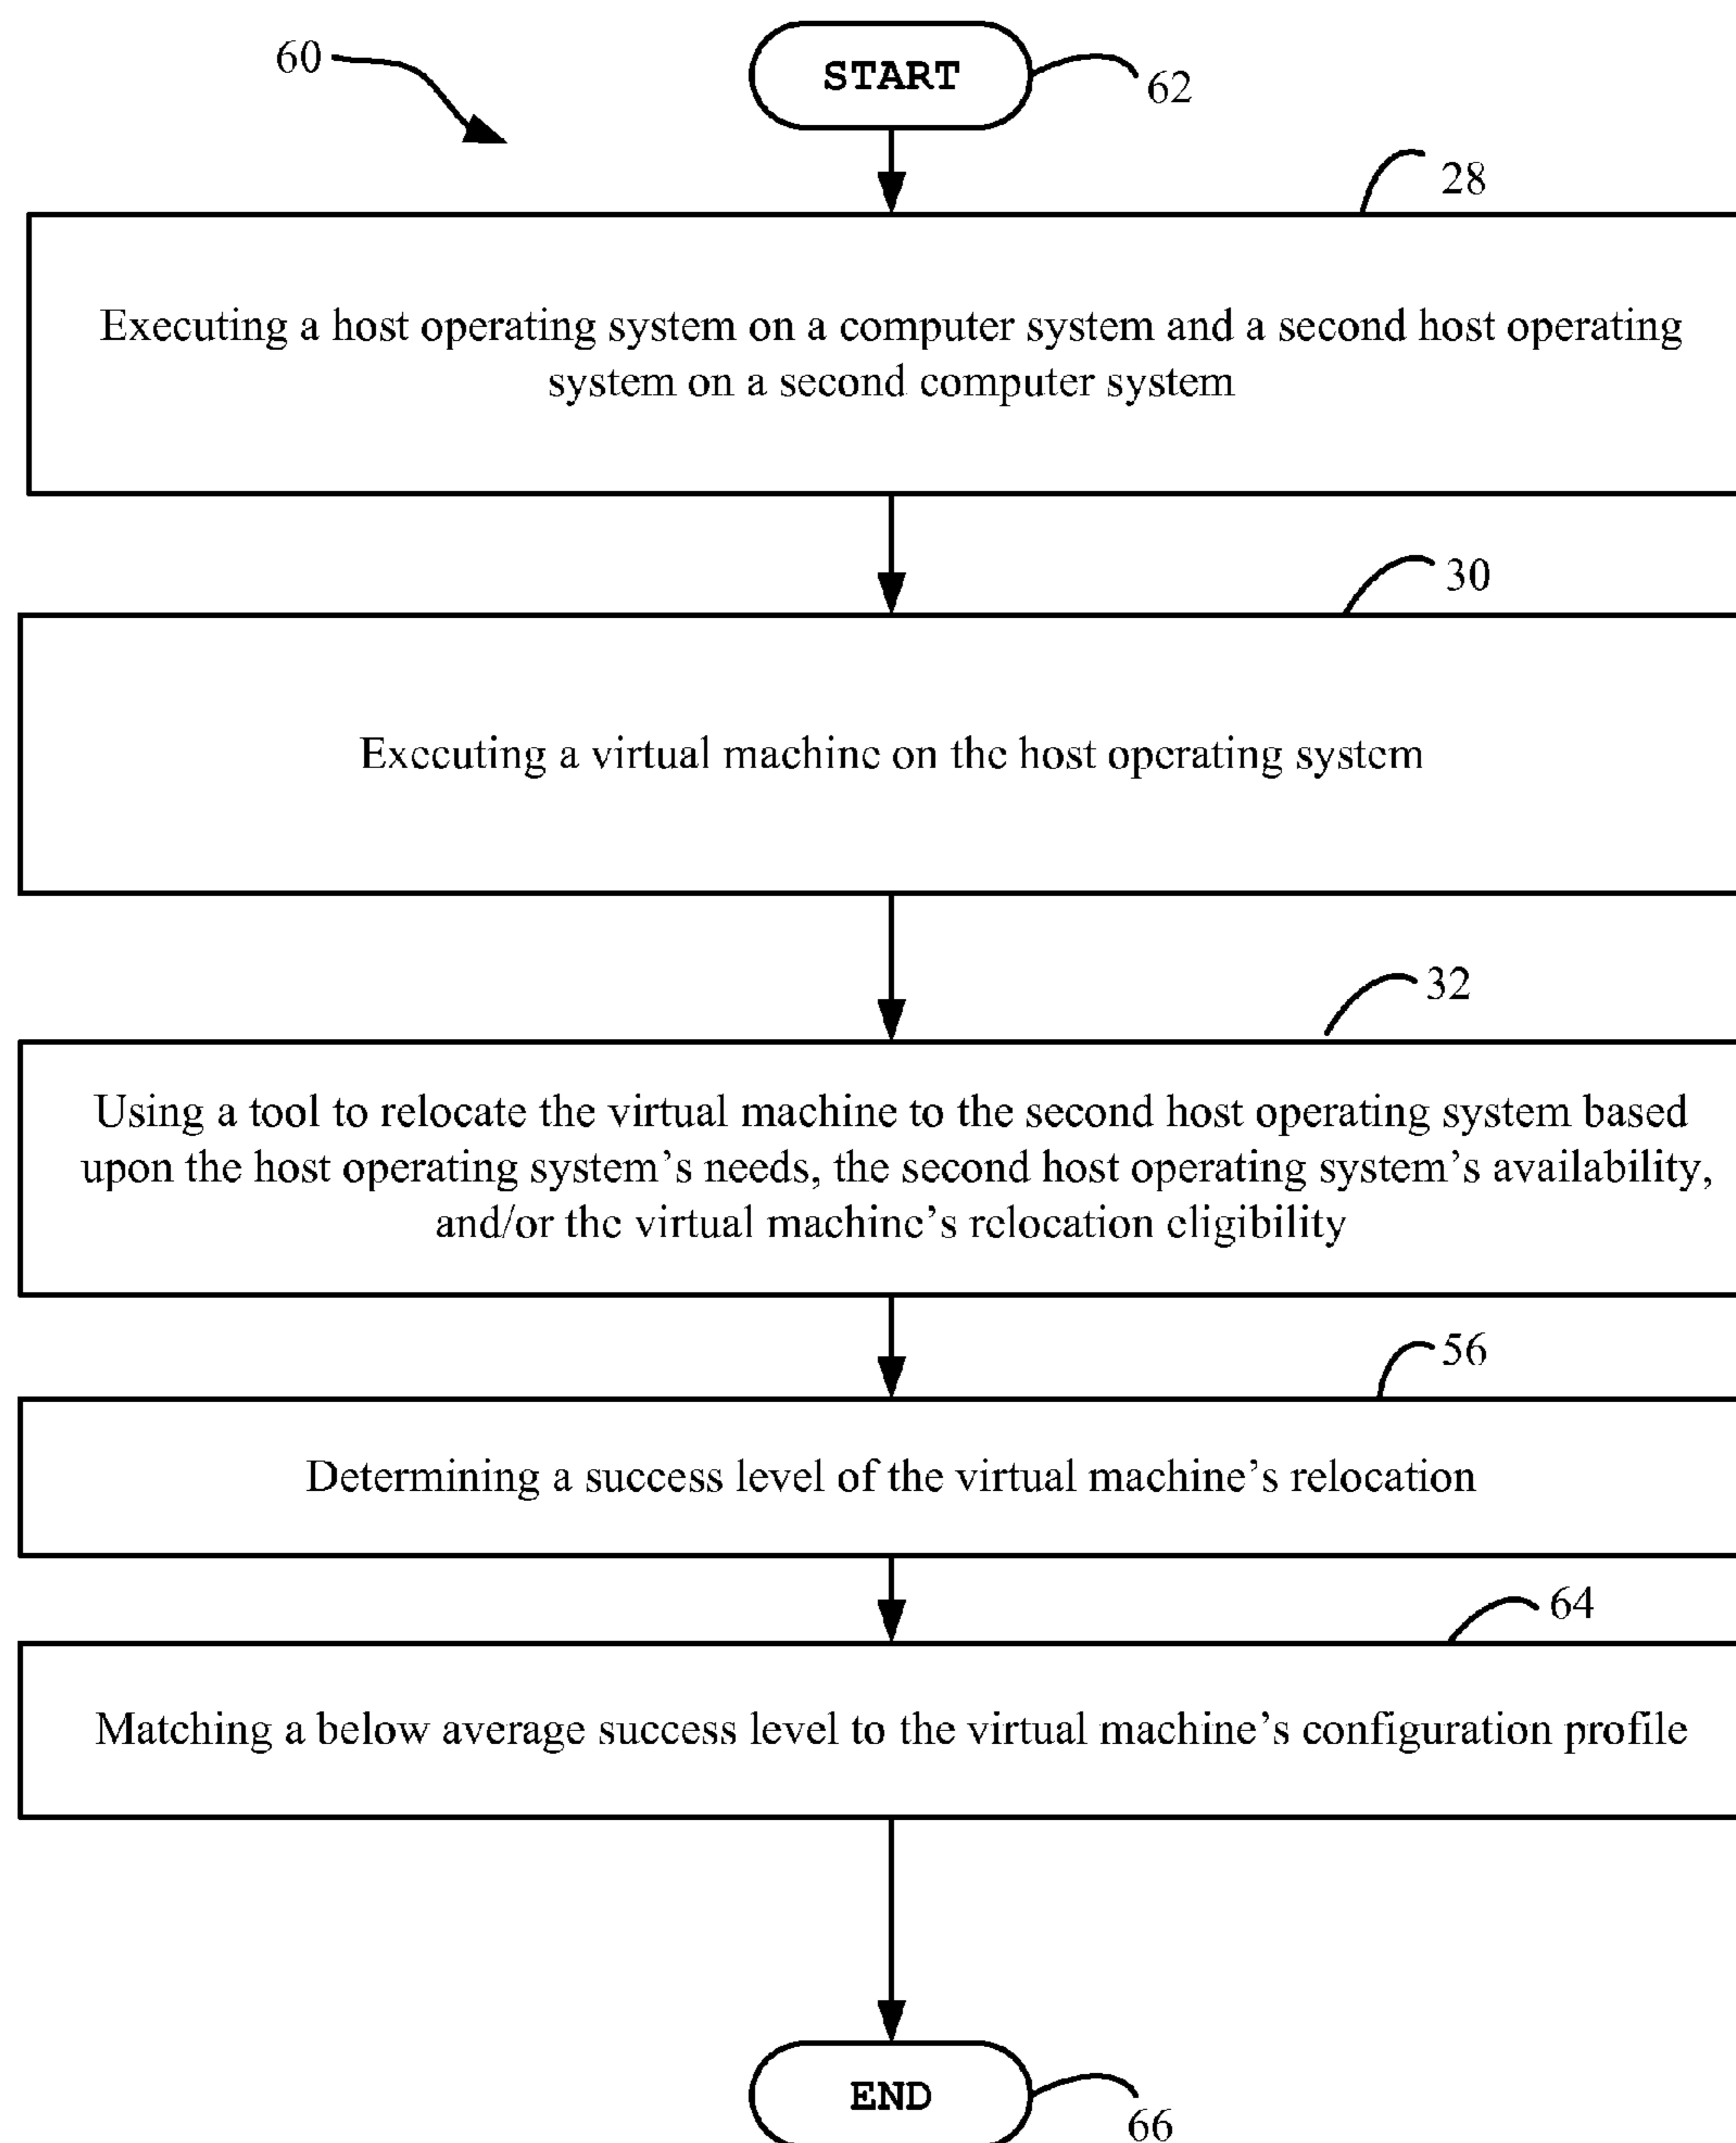 60
START
62
28
Executing a host operating system on a computer system and a second host operating
system on a second computer system
30
Executing a virtual machine on the host operating system
32
Using a tool to relocate the virtual machine to the second host operating system based
upon the host operating system's needs, the second host operating system's availability,
and/or the virtual machine's relocation eligibility
56
Determining a success level of the virtual machine's relocation
64
Matching a below average success level to the virtual machine's configuration profile
END
66